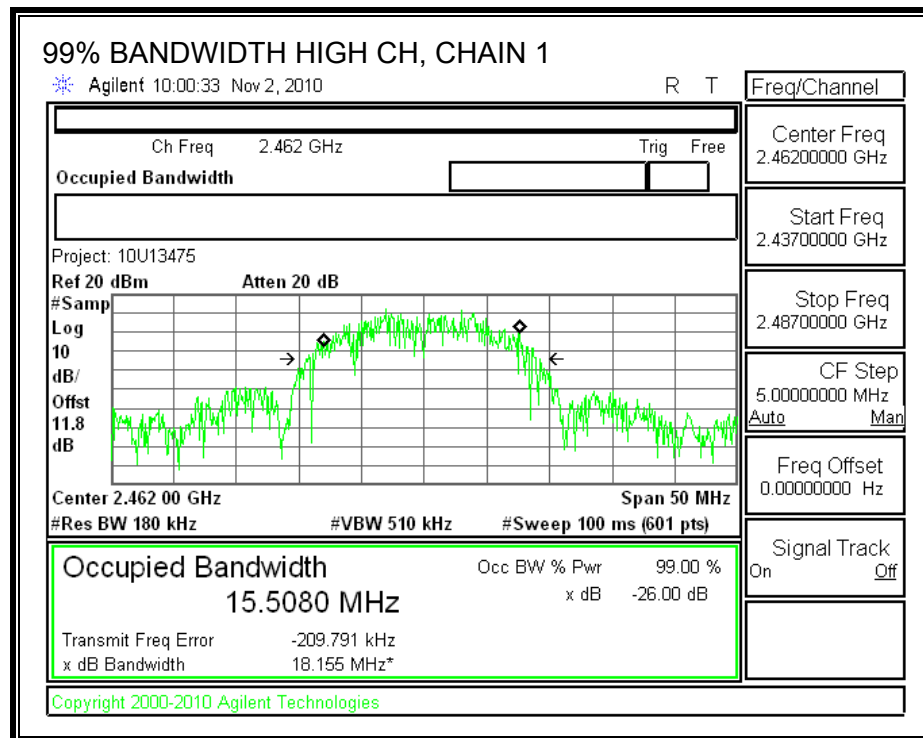 99% BANDWIDTH HIGH CH, CHAIN 1
Agilent 10:00:33 Nov 2, 2010 R T
Freq/Channel
Ch Freq 2.462 GHz Trig Free
Occupied Bandwidth
Center Freq
2.46200000 GHz
Start Freq
2.43700000 GHz
Stop Freq
2.48700000 GHz
CF Step
5.00000000 MHz
Auto Man
Freq Offset
0.00000000 Hz
Signal Track
On Off
Project: 10U13475
Ref 20 dBm Atten 20 dB
#Samp
Log
10
dB/
Offst
11.8
dB
Center 2.462 00 GHz Span 50 MHz
#Res BW 180 kHz #VBW 510 kHz #Sweep 100 ms (601 pts)
Occupied Bandwidth
15.5080 MHz
Occ BW % Pwr 99.00 %
x dB -26.00 dB
Transmit Freq Error -209.791 kHz
x dB Bandwidth 18.155 MHz*
Copyright 2000-2010 Agilent Technologies